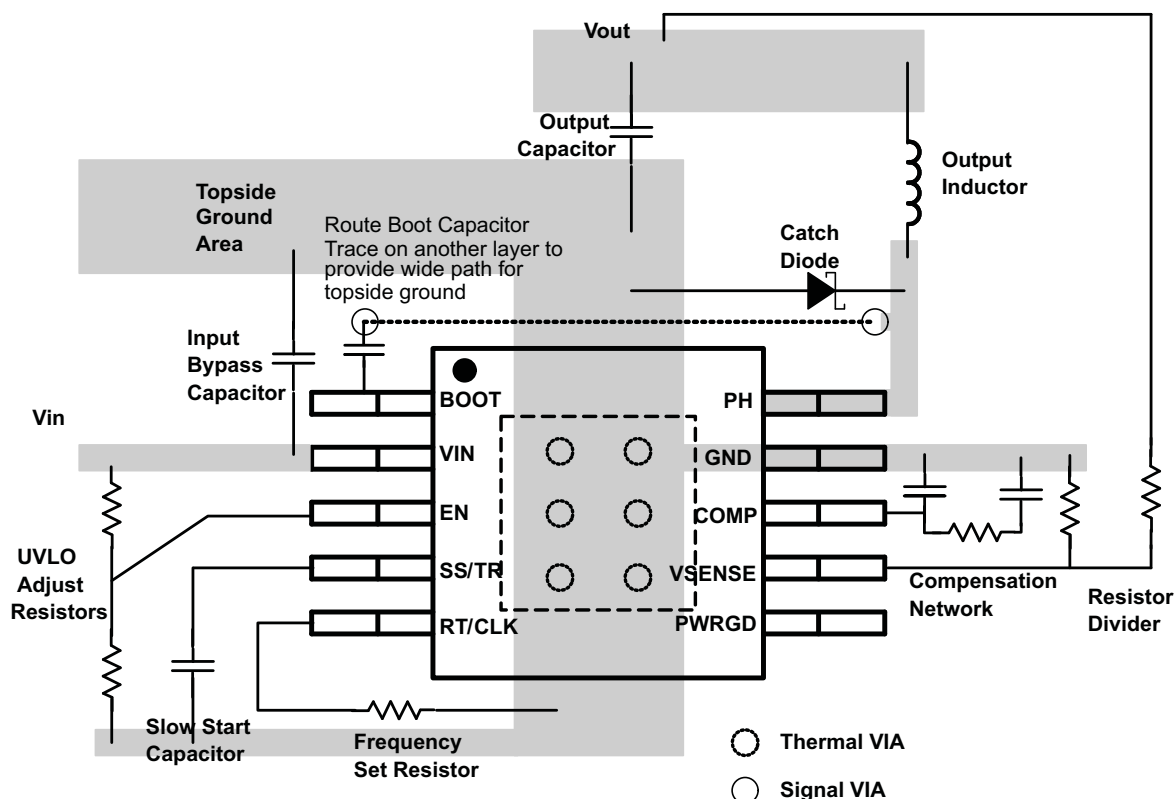 Vout
Output
Capacitor
Output
Inductor
Topside
Ground
Area
Route Boot Capacitor
Trace on another layer to
provide wide path for
topside ground
Catch
Diode
Input
Bypass
Capacitor
Vin
BOOT
VIN
EN
SS/TR
RT/CLK
PH
GND
COMP
VSENSE
PWRGD
UVLO
Adjust
Resistors
Compensation
Network
Resistor
Divider
Slow Start
Capacitor
Frequency
Set Resistor
Thermal VIA
Signal VIA